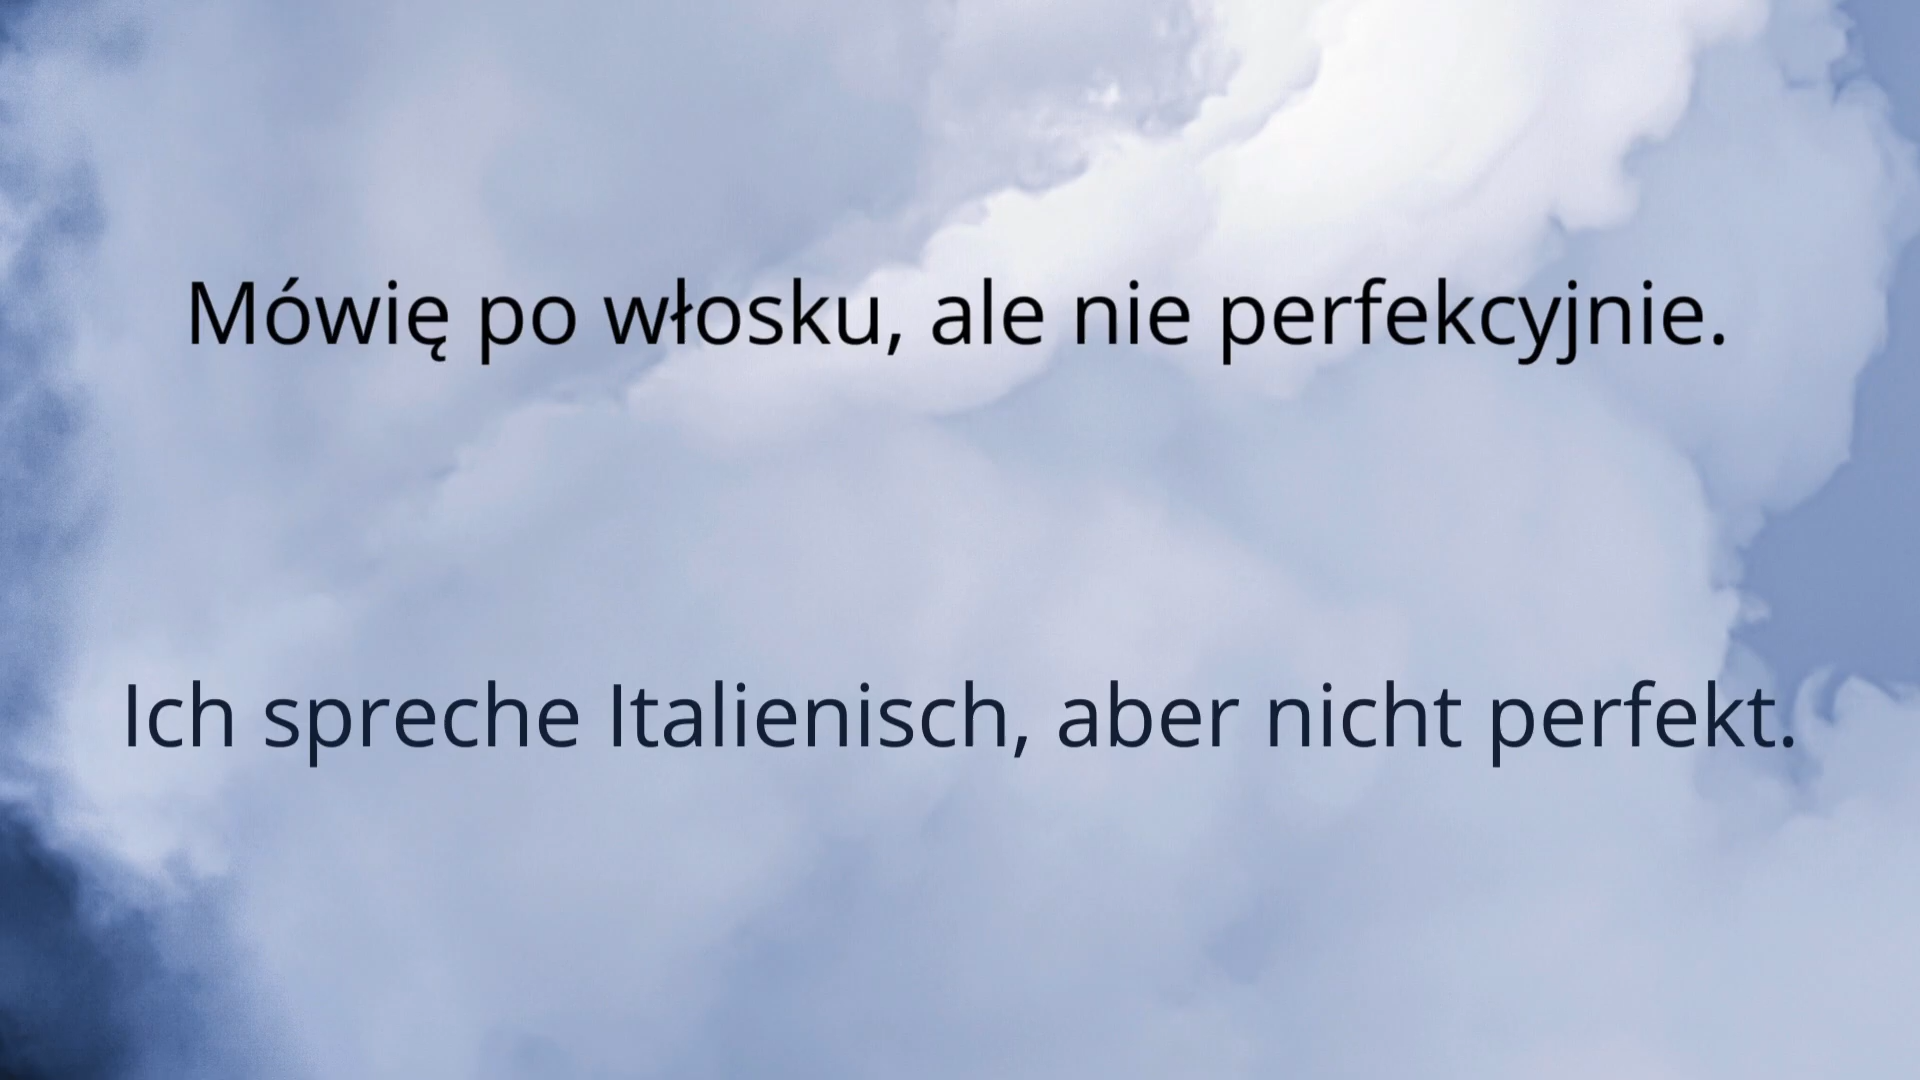 Mówię po włosku, ale nie perfekcyjnie.
Ich spreche Italienisch, aber nicht perfekt.